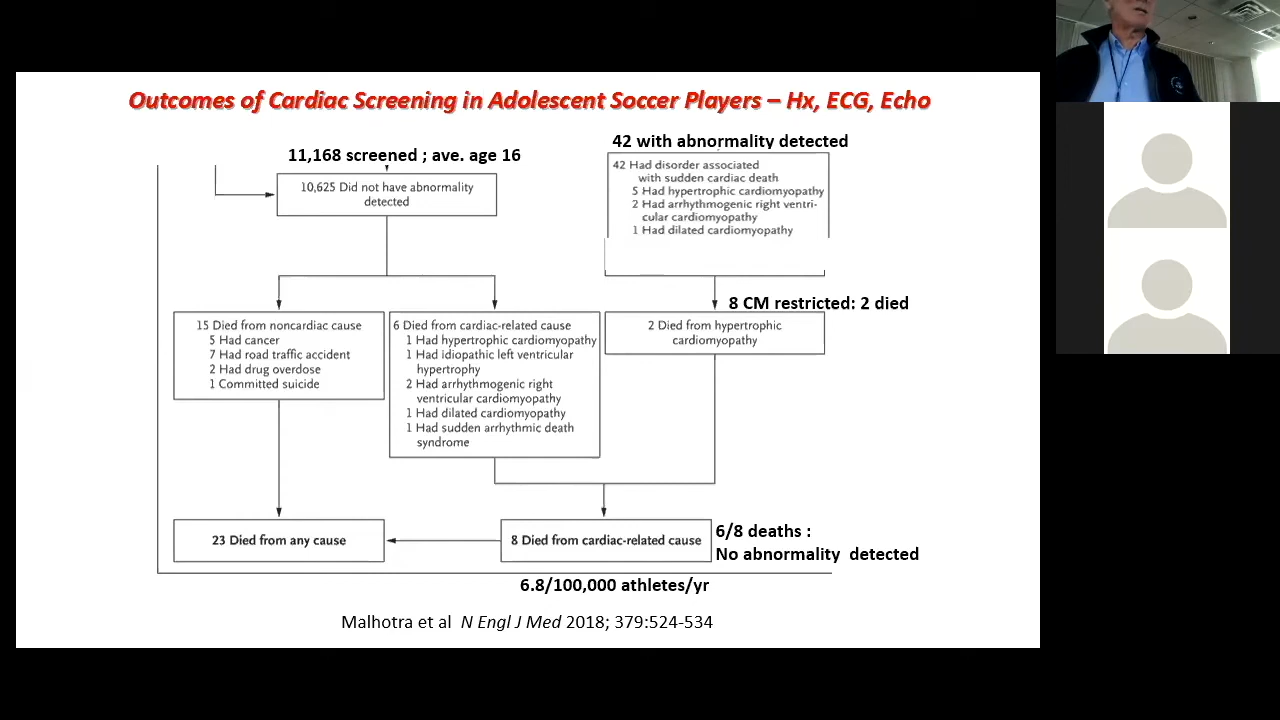 Outcomes of Cardiac Screening in Adolescent Soccer Players – Hx, ECG, Echo
11,168 screened ; ave. age 16
10,625 Did not have abnormality
detected
42 with abnormality detected
42 Had disorder associated
with sudden cardiac death
5 Had hypertrophic cardiomyopathy
2 Had arrhythmogenic right ventri-
cular cardiomyopathy
1 Had dilated cardiomyopathy
8 CM restricted: 2 died
15 Died from noncardiac cause
5 Had cancer
7 Had road traffic accident
2 Had drug overdose
1 Committed suicide
6 Died from cardiac-related cause
1 Had hypertrophic cardiomyopathy
1 Had idiopathic left ventricular
hypertrophy
2 Had arrhythmogenic right
ventricular cardiomyopathy
1 Had dilated cardiomyopathy
1 Had sudden arrhythmic death
syndrome
2 Died from hypertrophic
cardiomyopathy
23 Died from any cause
8 Died from cardiac-related cause
6/8 deaths :
No abnormality detected
6.8/100,000 athletes/yr
Malhotra et al N Engl J Med 2018; 379:524-534